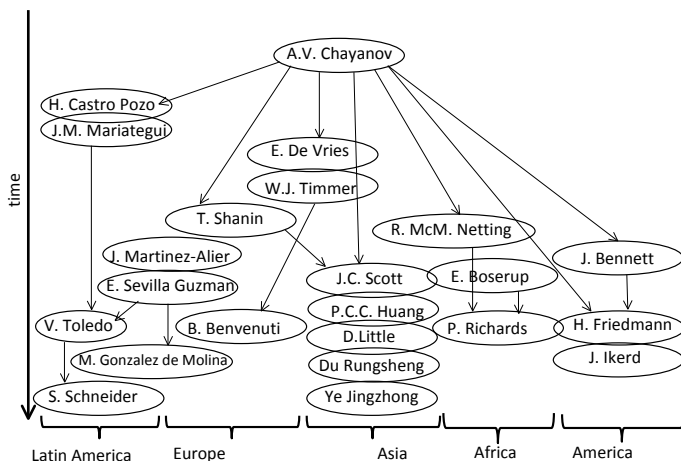 A.V. Chayanov
H. Castro Pozo
J.M. Mariategui
E. De Vries
W.J. Timmer
time
T. Shanin
R. McM. Netting
J. Martinez-Alier
J. Bennett
E. Sevilla Guzman
J.C. Scott
E. Boserup
P.C.C. Huang
V. Toledo
B. Benvenuti
P. Richards
H. Friedmann
D.Little
M. Gonzalez de Molina
J. Ikerd
Du Rungsheng
S. Schneider
Ye Jingzhong
Latin America
Europe
Asia
Africa
America